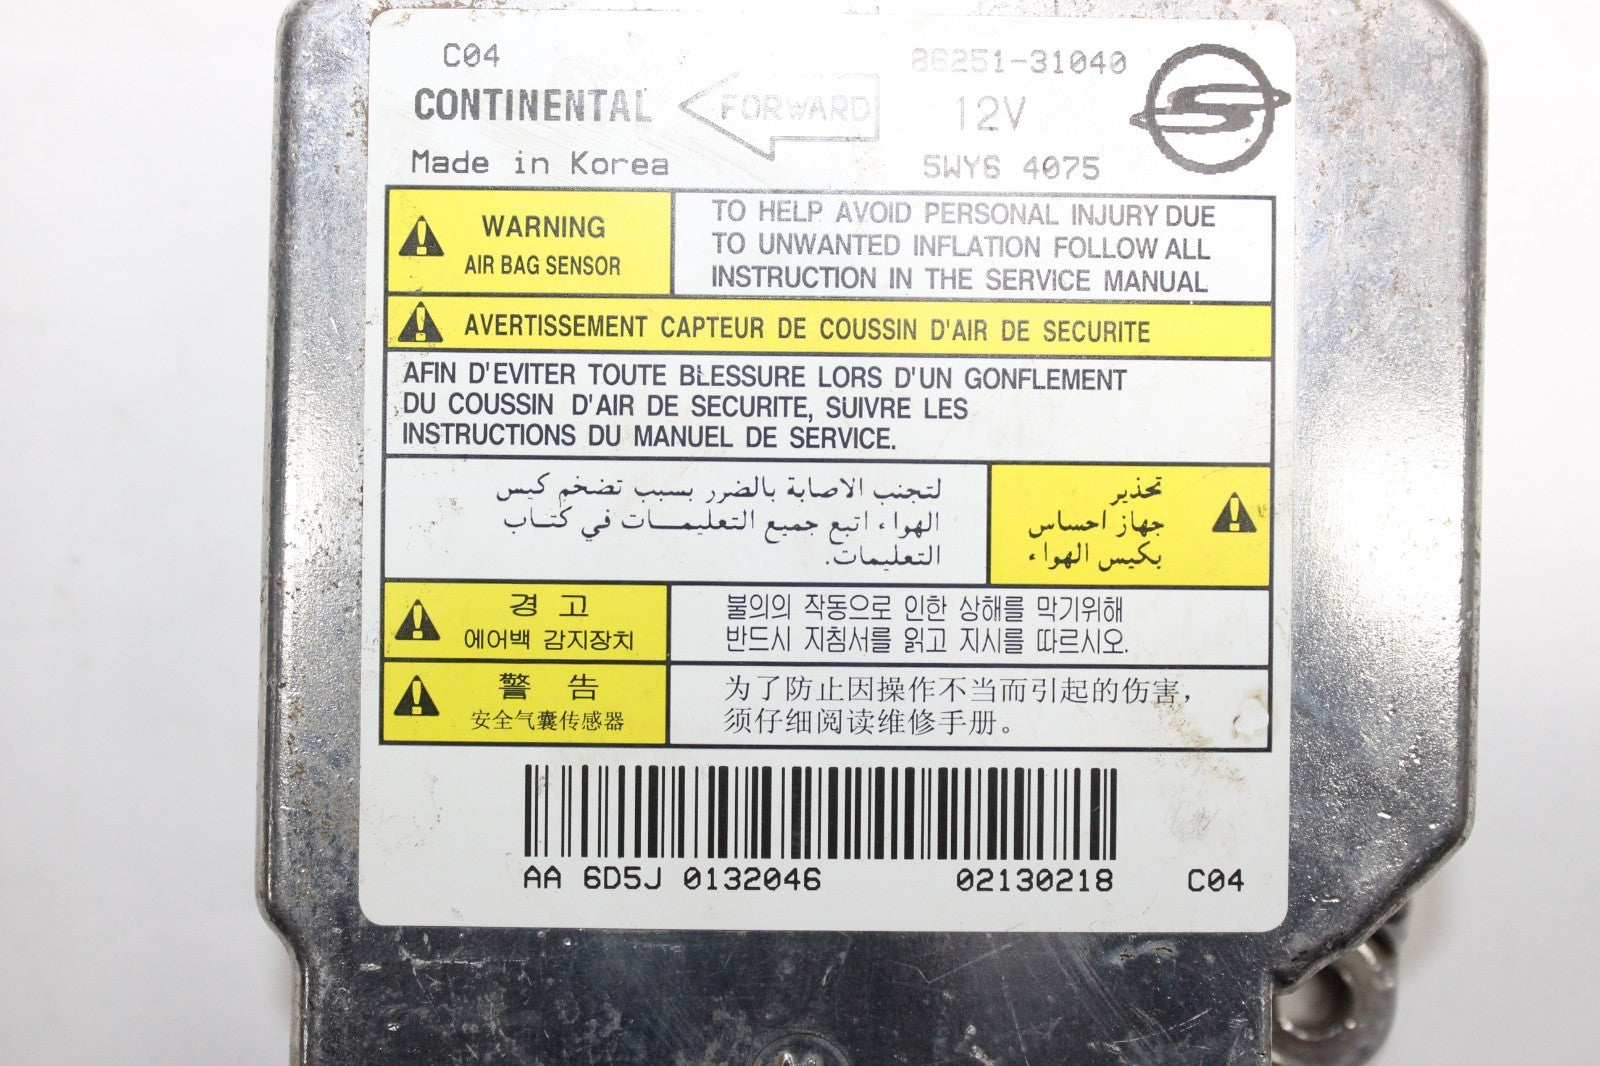 C04
86251-31040
CONTINENTAL
FORWARD
12V
Made in Korea
5WY6 4075
WARNING
AIR BAG SENSOR
TO HELP AVOID PERSONAL INJURY DUE
TO UNWANTED INFLATION FOLLOW ALL
INSTRUCTION IN THE SERVICE MANUAL
AVERTISSEMENT CAPTEUR DE COUSSIN D'AIR DE SECURITE
AFIN D'EVITER TOUTE BLESSURE LORS D'UN GONFLEMENT
DU COUSSIN D'AIR DE SECURITE, SUIVRE LES
INSTRUCTIONS DU MANUEL DE SERVICE.
تحذير
جهاز احساس
بكيس الهواء
لتجنب الاصابة بالضرر بسبب تضخم كيس
الهواء اتبع جميع التعليمات في كتاب
التعليمات.
경 고
에어백 감지장치
불의의 작동으로 인한 상해를 막기위해
반드시 지침서를 읽고 지시를 따르시오.
警 告
安全气囊传感器
为了防止因操作不当而引起的伤害，
须仔细阅读维修手册。
AA 6D5J 0132046 02130218 C04